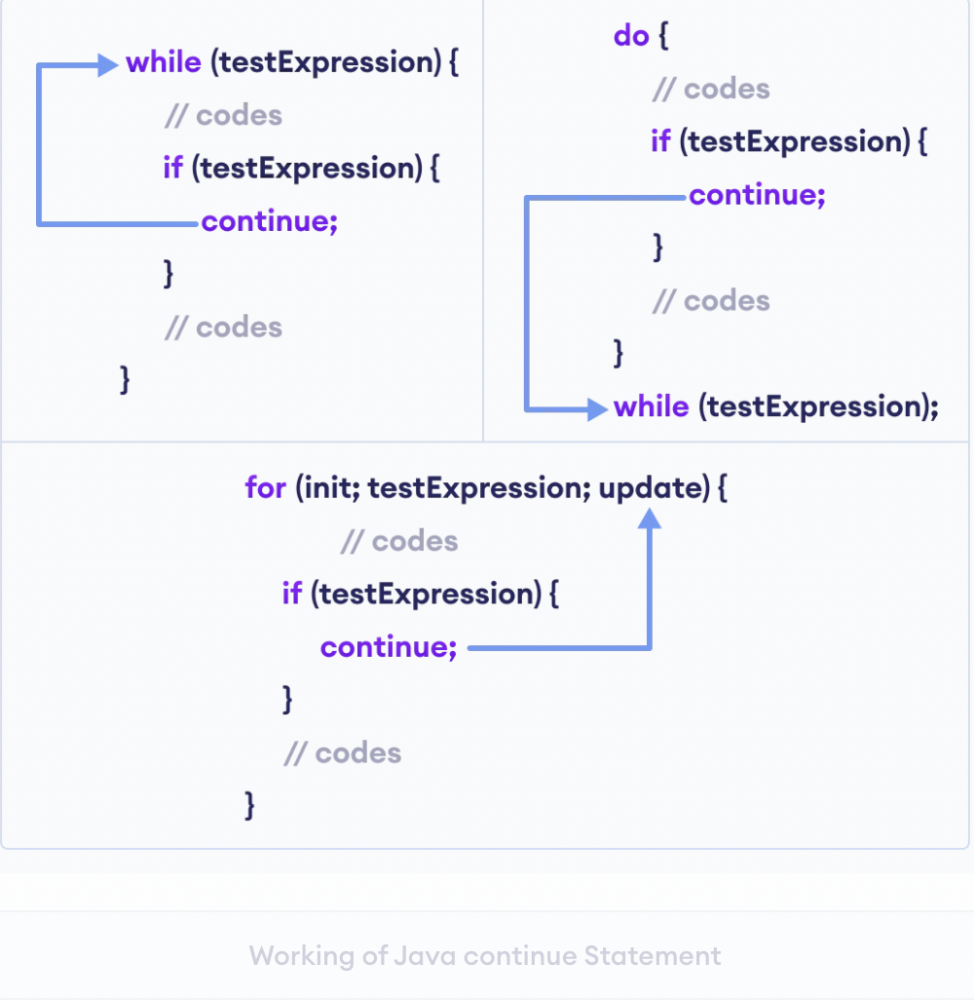 while (testExpression) {
// codes
if (testExpression) {
continue;
}
// codes
}
do {
// codes
if (testExpression) {
continue;
}
// codes
}
while (testExpression);
for (init; testExpression; update) {
// codes
if (testExpression) {
continue;
}
// codes
}
Working of Java continue Statement